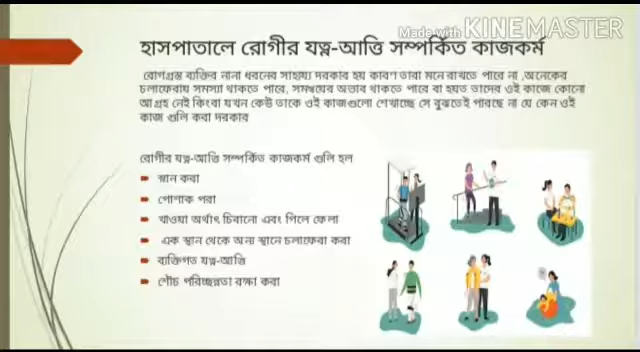 Made with KINEMASTER
হাসপাতালে রোগীর যত্ন-আত্তি সম্পর্কিত কাজকর্ম
রোগগ্রস্ত ব্যক্তির নানা ধরনের সাহায্য দরকার হয় কারণ তারা মনে রাখতে পারে না ,অনেকের
চলাফেরায় সমস্যা থাকতে পারে, সমন্বয়ের অভাব থাকতে পারে বা হয়ত তাদের ওই কাজে কোনো
আগ্রহ নেই কিংবা যখন কেউ তাকে ওই কাজগুলো শেখাচ্ছে সে বুঝতেই পারছে না যে কেন ওই
কাজ গুলি করা দরকার
রোগীর যত্ন-আত্তি সম্পর্কিত কাজকর্ম গুলি হল
স্নান করা
পোশাক পরা
খাওয়া অর্থাৎ চিবানো এবং গিলে ফেলা
এক স্থান থেকে অন্য স্থানে চলাফেরা করা
ব্যক্তিগত যত্ন-আত্তি
শৌচ পরিচ্ছন্নতা রক্ষা করা